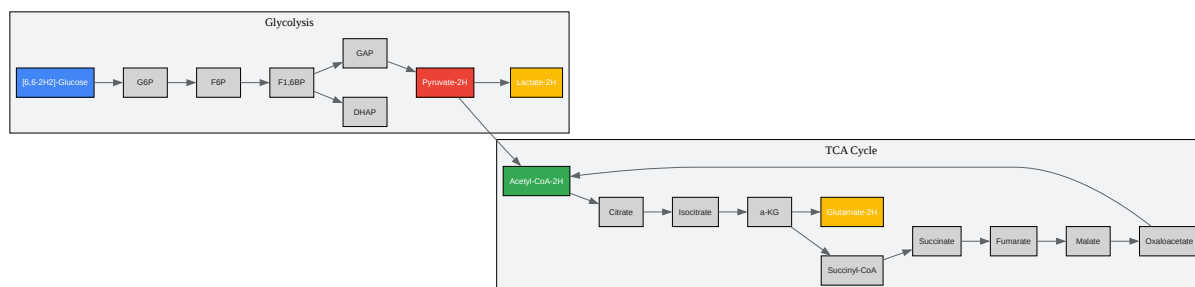 Glycolysis
[6,6-2H2]-Glucose
G6P
F6P
F1,6BP
GAP
DHAP
Pyruvate-2H
Lactate-2H
TCA Cycle
Acetyl-CoA-2H
Citrate
Isocitrate
a-KG
Glutamate-2H
Succinyl-CoA
Succinate
Fumarate
Malate
Oxaloacetate